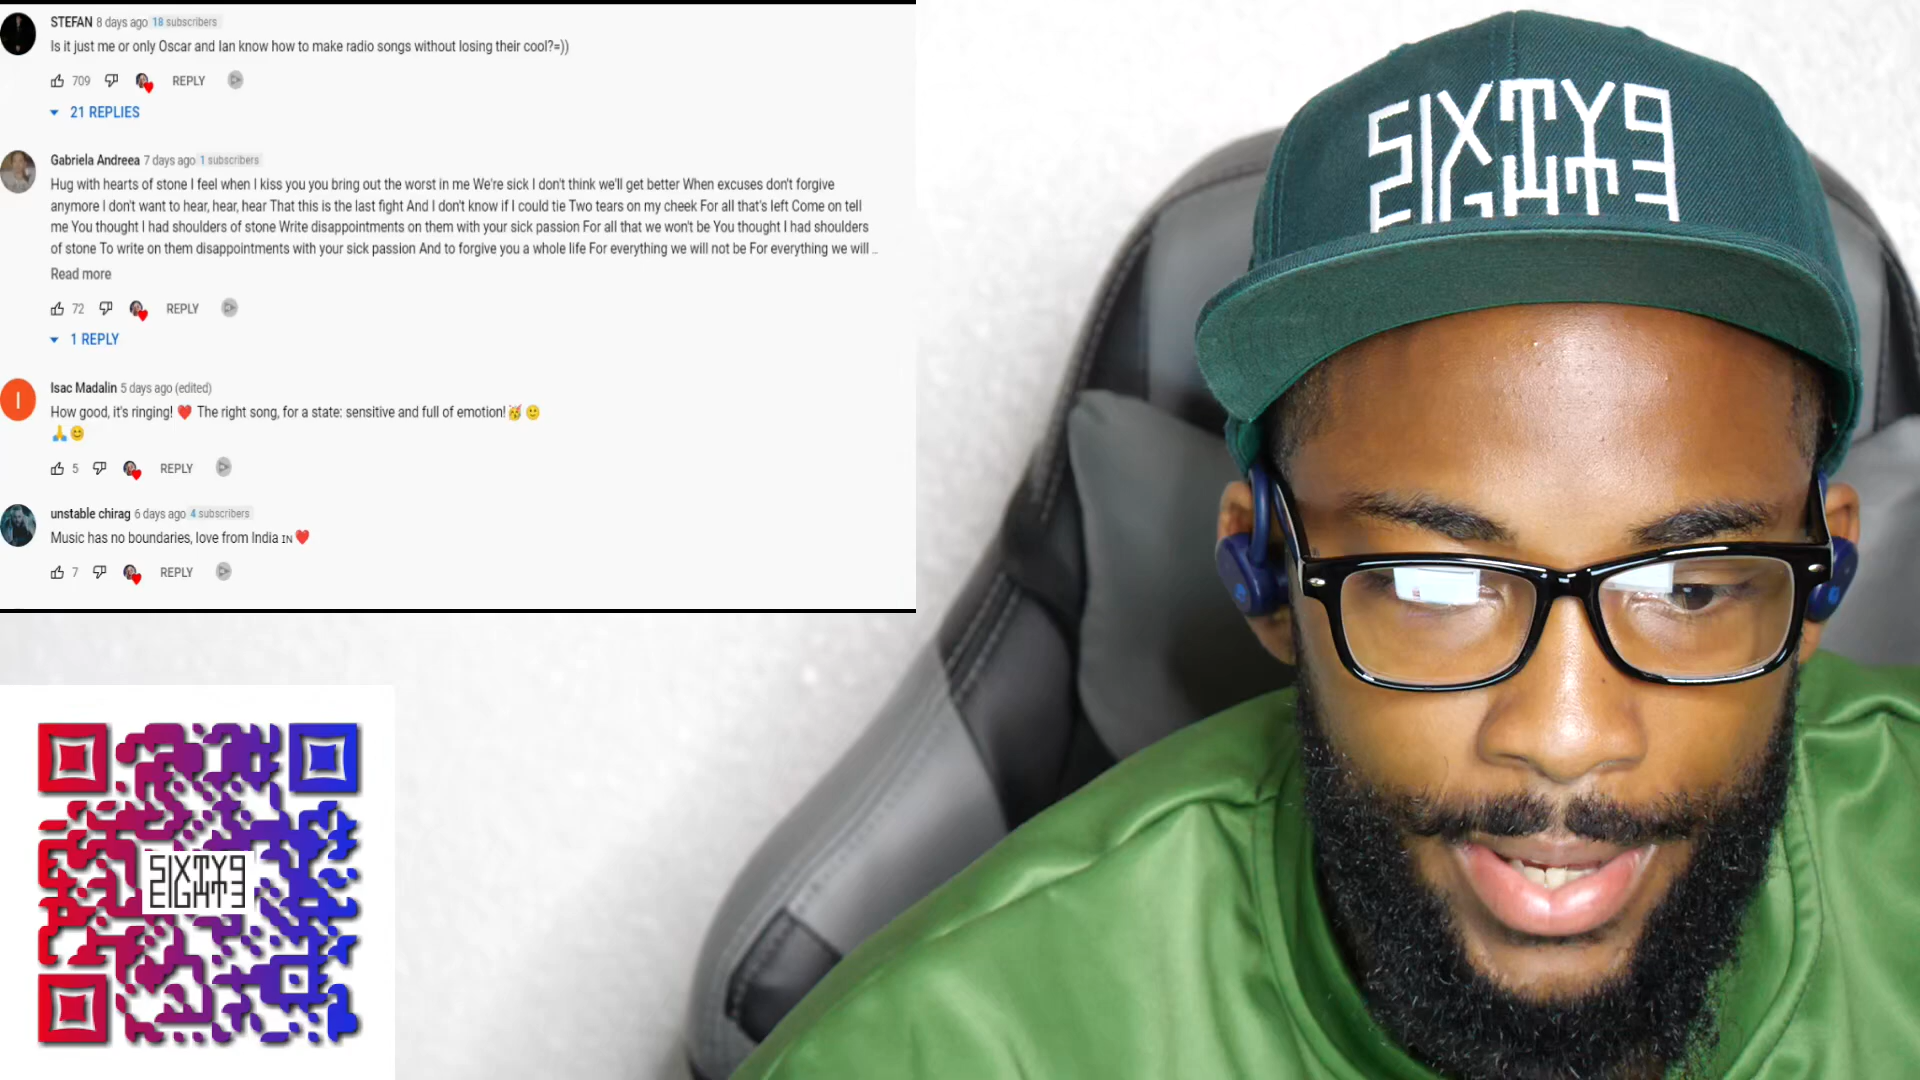 STEFAN 8 days ago 18 subscribers
Is it just me or only Oscar and Ian know how to make radio songs without losing their cool?=))
709 REPLY
21 REPLIES
Gabriela Andreea 7 days ago 1 subscribers
Hug with hearts of stone I feel when I kiss you you bring out the worst in me We're sick I don't think we'll get better When excuses don't forgive
anymore I don't want to hear, hear, hear That this is the last fight And I don't know if I could tie Two tears on my cheek For all that's left Come on tell
me You thought I had shoulders of stone Write disappointments on them with your sick passion For all that we won't be You thought I had shoulders
of stone To write on them disappointments with your sick passion And to forgive you a whole life For everything we will not be For everything we will ...
Read more
72 REPLY
1 REPLY
I
Isac Madalin 5 days ago (edited)
How good, it's ringing! ❤️ The right song, for a state: sensitive and full of emotion!🥳 🙂
🙏😊
5 REPLY
unstable chirag 6 days ago 4 subscribers
Music has no boundaries, love from India IN❤️
7 REPLY
SIXTY9
EIGHT3
SIXTY9
EIGHT3